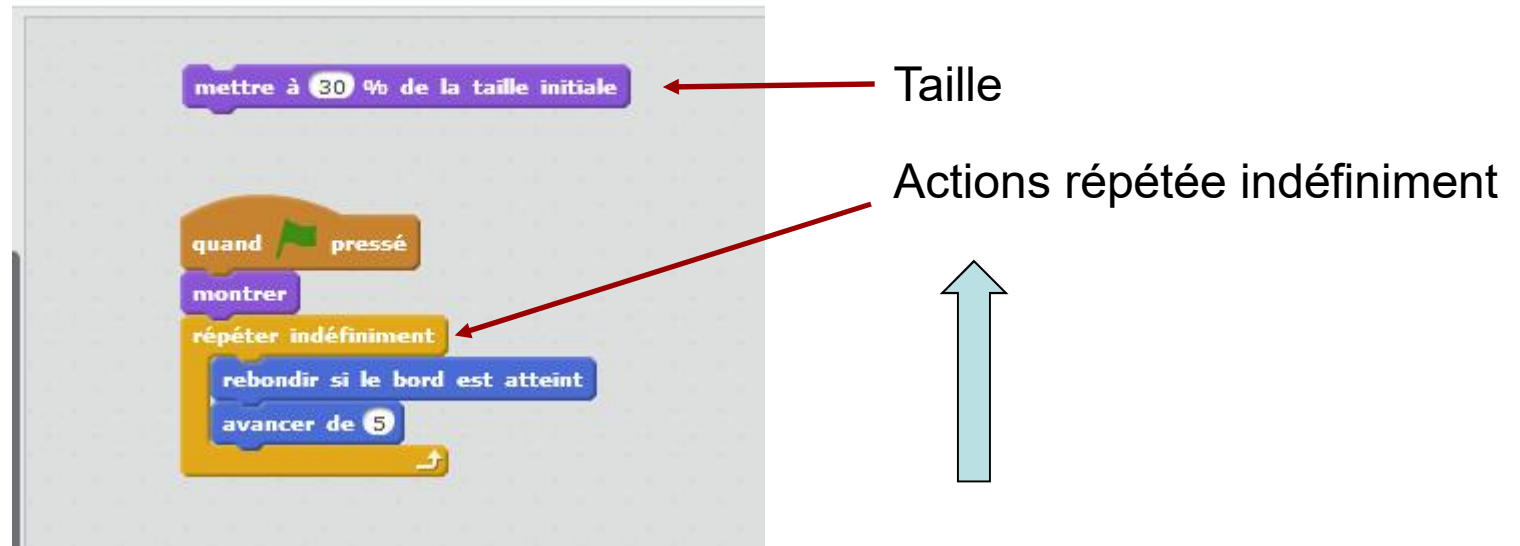 mettre à 30 % de la taille initiale
Taille
Actions répétée indéfiniment
quand pressé
montrer
répéter indéfiniment
rebondir si le bord est atteint
avancer de 5